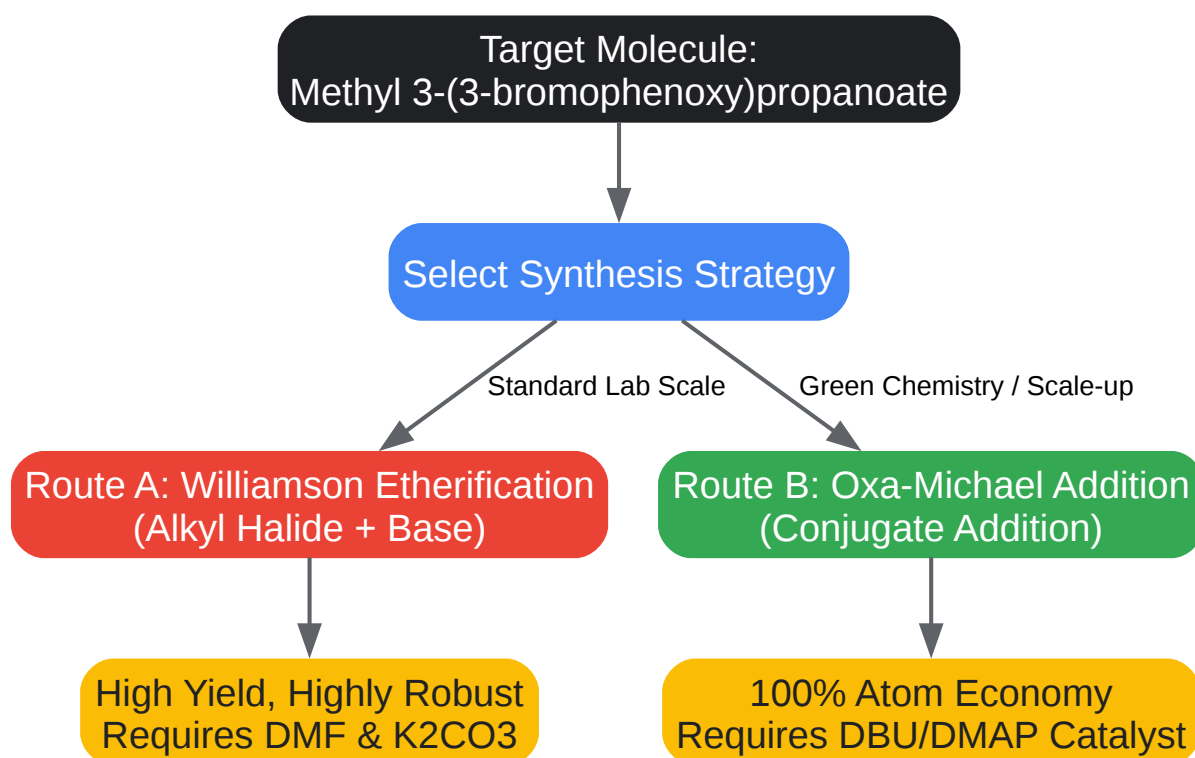 Target Molecule:
Methyl 3-(3-bromophenoxy)propanoate
Select Synthesis Strategy
Standard Lab Scale
Green Chemistry / Scale-up
Route A: Williamson Etherification
(Alkyl Halide + Base)
Route B: Oxa-Michael Addition
(Conjugate Addition)
High Yield, Highly Robust
Requires DMF & K2CO3
100% Atom Economy
Requires DBU/DMAP Catalyst